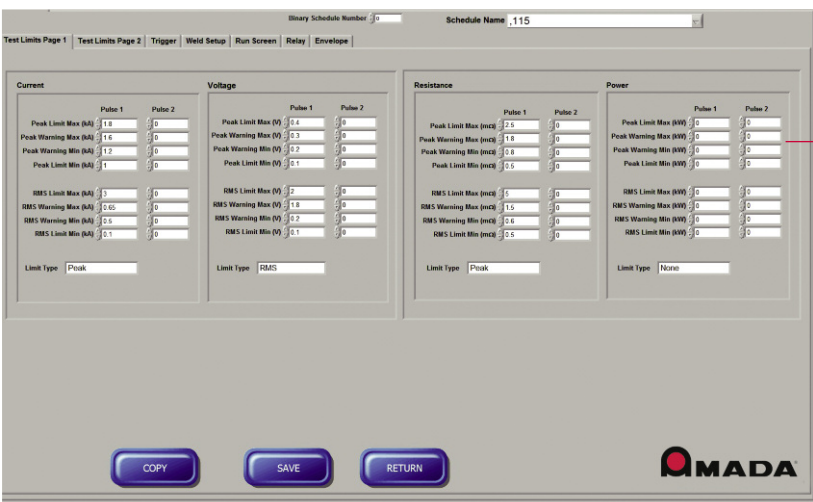 Binary Schedule Number 0 Schedule Name ,115
Test Limits Page 1 Test Limits Page 2 Trigger Weld Setup Run Screen Relay Envelope
Current
Pulse 1 Pulse 2
Peak Limit Max (kA) 1.8 0
Peak Warning Max (kA) 1.6 0
Peak Warning Min (kA) 1.2 0
Peak Limit Min (kA) 1 0
RMS Limit Max (kA) 3 0
RMS Warning Max (kA) 0.65 0
RMS Warning Min (kA) 0.5 0
RMS Limit Min (kA) 0.1 0
Limit Type Peak
Voltage
Pulse 1 Pulse 2
Peak Limit Max (V) 0.4 0
Peak Warning Max (V) 0.3 0
Peak Warning Min (V) 0.2 0
Peak Limit Min (V) 0.1 0
RMS Limit Max (V) 2 0
RMS Warning Max (V) 1.8 0
RMS Warning Min (V) 0.2 0
RMS Limit Min (V) 0.1 0
Limit Type RMS
Resistance
Pulse 1 Pulse 2
Peak Limit Max (mΩ) 2.5 0
Peak Warning Max (mΩ) 1.8 0
Peak Warning Min (mΩ) 0.8 0
Peak Limit Min (mΩ) 0.5 0
RMS Limit Max (mΩ) 5 0
RMS Warning Max (mΩ) 1.5 0
RMS Warning Min (mΩ) 0.6 0
RMS Limit Min (mΩ) 0.5 0
Limit Type Peak
Power
Pulse 1 Pulse 2
Peak Limit Max (kW) 0 0
Peak Warning Max (kW) 0 0
Peak Warning Min (kW) 0 0
Peak Limit Min (kW) 0 0
RMS Limit Max (kW) 0 0
RMS Warning Max (kW) 0 0
RMS Warning Min (kW) 0 0
RMS Limit Min (kW) 0 0
Limit Type None
COPY SAVE RETURN
AMADA